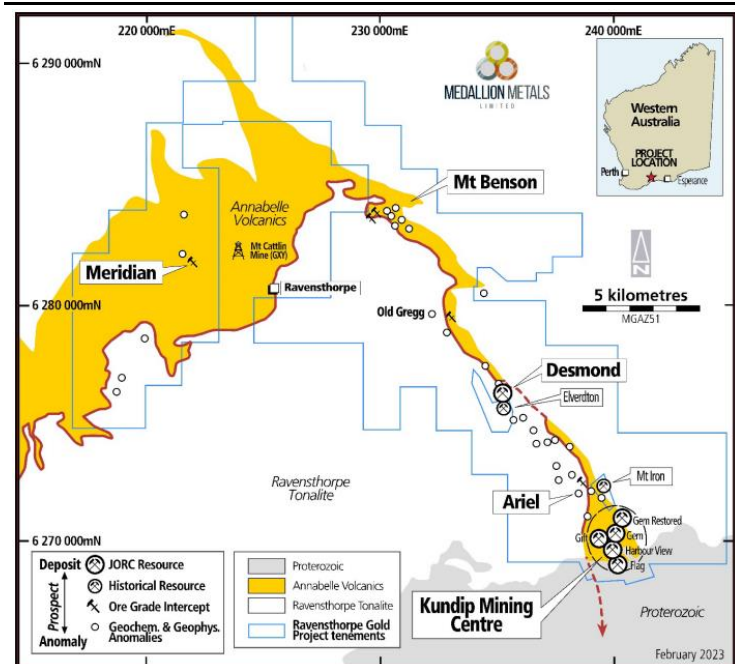 220 000mE
230 000mE
240 000mE
6 290 000mN
MEDALLION METALS
LIMITED
Western
Australia
PROJECT
LOCATION
Perth
Esperance
Mt Benson
Annabelle
Volcanics
Mt Cattlin
Mine (GXY)
Meridian
Ravensthorpe
N
5 kilometres
MGAZ51
6 280 000mN
Old Gregg
Desmond
Elverdton
Ravensthorpe
Tonalite
Ariel
Mt Iron
6 270 000mN
Gem Restored
Gift
Gem
Harbour View
Flag
Kundip Mining
Centre
Proterozoic
Deposit
Prospect
Anomaly
JORC Resource
Historical Resource
Ore Grade Intercept
Geochem. & Geophys.
Anomalies
Proterozoic
Annabelle Volcanics
Ravensthorpe Tonalite
Ravensthorpe Gold
Project tenements
February 2023